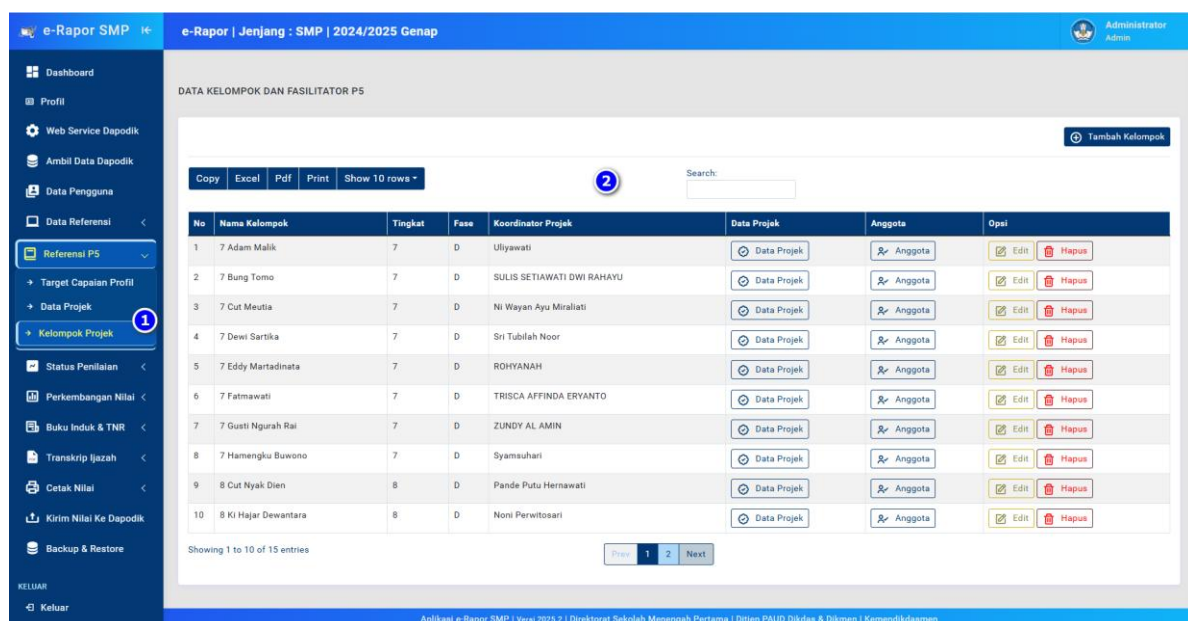 e-Rapor SMP
e-Rapor | Jenjang : SMP | 2024/2025 Genap
Administrator
Admin
Dashboard
Profil
Web Service Dapodik
Ambil Data Dapodik
Data Pengguna
Data Referensi
Referensi P5
Target Capaian Profil
Data Projek
1
Kelompok Projek
Status Penilaian
Perkembangan Nilai
Buku Induk & TNR
Transkrip Ijazah
Cetak Nilai
Kirim Nilai Ke Dapodik
Backup & Restore
KELUAR
Keluar
DATA KELOMPOK DAN FASILITATOR P5
Tambah Kelompok
Copy Excel Pdf Print Show 10 rows
2
Search:
No Nama Kelompok Tingkat Fase Koordinator Projek Data Projek Anggota Opsi
1 7 Adam Malik 7 D Uliyawati Data Projek Anggota Edit Hapus
2 7 Bung Tomo 7 D SULIS SETIAWATI DWI RAHAYU Data Projek Anggota Edit Hapus
3 7 Cut Meutia 7 D Ni Wayan Ayu Miraliati Data Projek Anggota Edit Hapus
4 7 Dewi Sartika 7 D Sri Tubilah Noor Data Projek Anggota Edit Hapus
5 7 Eddy Martadinata 7 D ROHYANAH Data Projek Anggota Edit Hapus
6 7 Fatmawati 7 D TRISCA AFFINDA ERYANTO Data Projek Anggota Edit Hapus
7 7 Gusti Ngurah Rai 7 D ZUNDY AL AMIN Data Projek Anggota Edit Hapus
8 7 Hamengku Buwono 7 D Syamsuhari Data Projek Anggota Edit Hapus
9 8 Cut Nyak Dien 8 D Pande Putu Hernawati Data Projek Anggota Edit Hapus
10 8 Ki Hajar Dewantara 8 D Noni Perwitosari Data Projek Anggota Edit Hapus
Showing 1 to 10 of 15 entries
Prev 1 2 Next
Aplikasi e-Rapor SMP | Versi 2025.2 | Direktorat Sekolah Menengah Pertama | Ditjen PAUD Dikdas & Dikmen | Kemendikdasmen